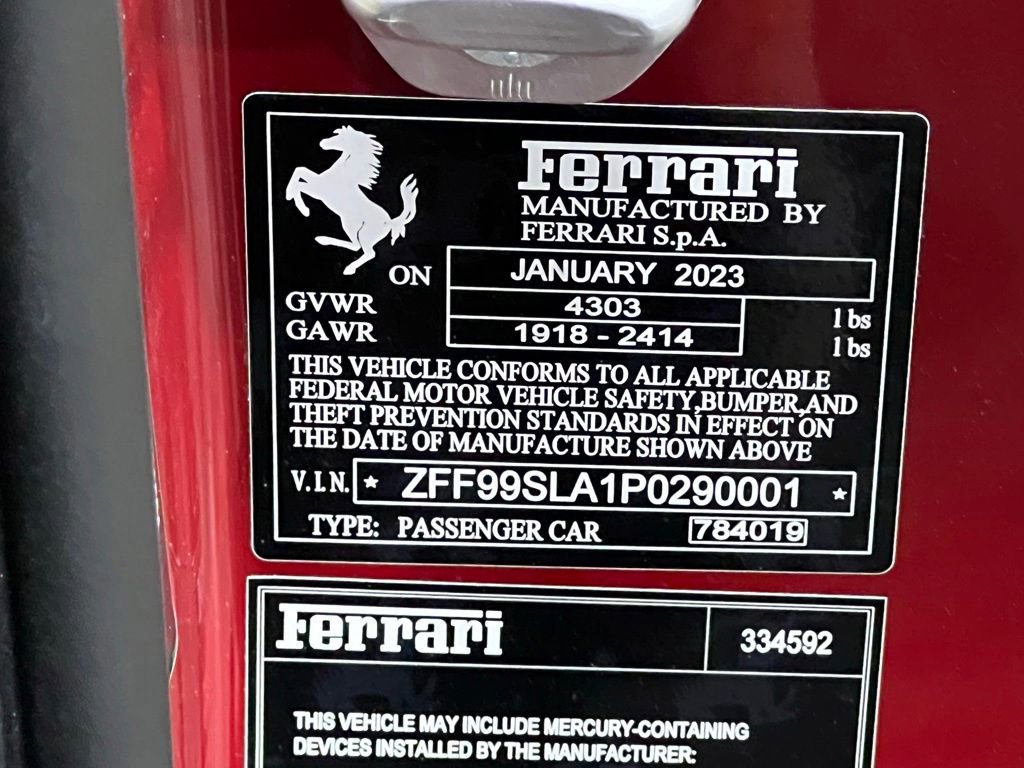 Ferrari
MANUFACTURED BY
FERRARI S.p.A.
ON JANUARY 2023
GVWR 4303 lbs
GAWR 1918 - 2414 lbs
THIS VEHICLE CONFORMS TO ALL APPLICABLE
FEDERAL MOTOR VEHICLE SAFETY,BUMPER,AND
THEFT PREVENTION STANDARDS IN EFFECT ON
THE DATE OF MANUFACTURE SHOWN ABOVE
V.I.N. * ZFF99SLA1P0290001 *
TYPE: PASSENGER CAR 784019
Ferrari 334592
THIS VEHICLE MAY INCLUDE MERCURY-CONTAINING
DEVICES INSTALLED BY THE MANUFACTURER: